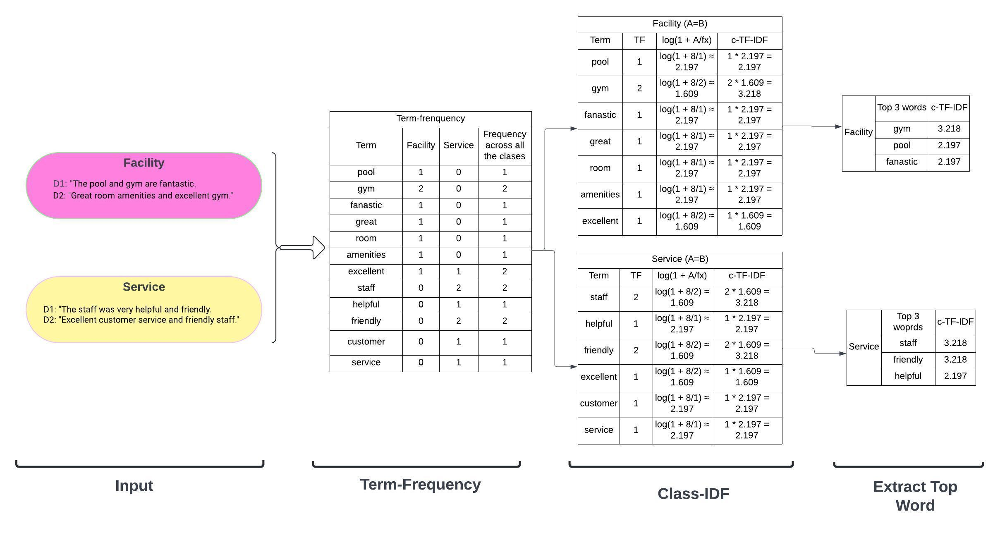 Facility
D1: "The pool and gym are fantastic.
D2: "Great room amenities and excellent gym."
Service
D1: "The staff was very helpful and friendly.
D2: "Excellent customer service and friendly staff."
Input
Term-frenquency
Term Facility Service Frequency
across all
the clases
pool 1 0 1
gym 2 0 2
fanastic 1 0 1
great 1 0 1
room 1 0 1
amenities 1 0 1
excellent 1 1 2
staff 0 2 2
helpful 0 1 1
friendly 0 2 2
customer 0 1 1
service 0 1 1
Term-Frequency
Facility (A=B)
Term TF log(1 + A/fx) c-TF-IDF
pool 1 log(1 + 8/1) ≈ 1 * 2.197 =
2.197 2.197
gym 2 log(1 + 8/2) ≈ 2 * 1.609 =
1.609 3.218
fanastic 1 log(1 + 8/1) ≈ 1 * 2.197 =
2.197 2.197
great 1 log(1 + 8/1) ≈ 1 * 2.197 =
2.197 2.197
room 1 log(1 + 8/1) ≈ 1 * 2.197 =
2.197 2.197
amenities 1 log(1 + 8/1) ≈ 1 * 2.197 =
2.197 2.197
excellent 1 log(1 + 8/2) ≈ 1 * 1.609 =
1.609 1.609
Service (A=B)
Term TF log(1 + A/fx) c-TF-IDF
staff 2 log(1 + 8/2) ≈ 2 * 1.609 =
1.609 3.218
helpful 1 log(1 + 8/1) ≈ 1 * 2.197 =
2.197 2.197
friendly 2 log(1 + 8/2) ≈ 2 * 1.609 =
1.609 3.218
excellent 1 log(1 + 8/2) ≈ 1 * 1.609 =
1.609 1.609
customer 1 log(1 + 8/1) ≈ 1 * 2.197 =
2.197 2.197
service 1 log(1 + 8/1) ≈ 1 * 2.197 =
2.197 2.197
Class-IDF
Facility
Top 3 words c-TF-IDF
gym 3.218
pool 2.197
fanastic 2.197
Service
Top 3
woprds c-TF-IDF
staff 3.218
friendly 3.218
helpful 2.197
Extract Top
Word